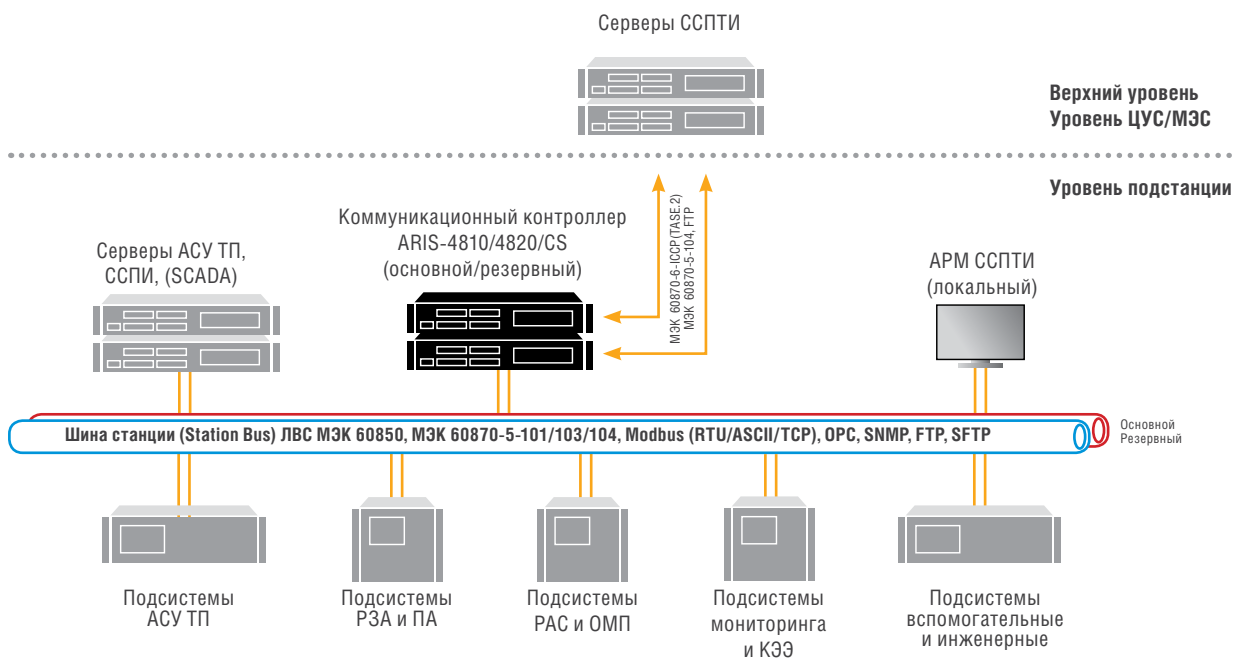 Серверы ССПТИ
Верхний уровень
Уровень ЦУС/МЭС
Уровень подстанции
Коммуникационный контроллер
ARIS-4810/4820/CS
(основной/резервный)
Серверы АСУ ТП,
ССПИ, (SCADA)
МЭК 60870-6-ICCP(TASE.2)
МЭК 60870-5-104, FTP
АРМ ССПТИ
(локальный)
Шина станции (Station Bus) ЛВС МЭК 60850, МЭК 60870-5-101/103/104, Modbus (RTU/ASCII/TCP), OPC, SNMP, FTP, SFTP
Основной
Резервный
Подсистемы
АСУ ТП
Подсистемы
РЗА и ПА
Подсистемы
РАС и ОМП
Подсистемы
мониторинга
и КЭЭ
Подсистемы
вспомогательные
и инженерные